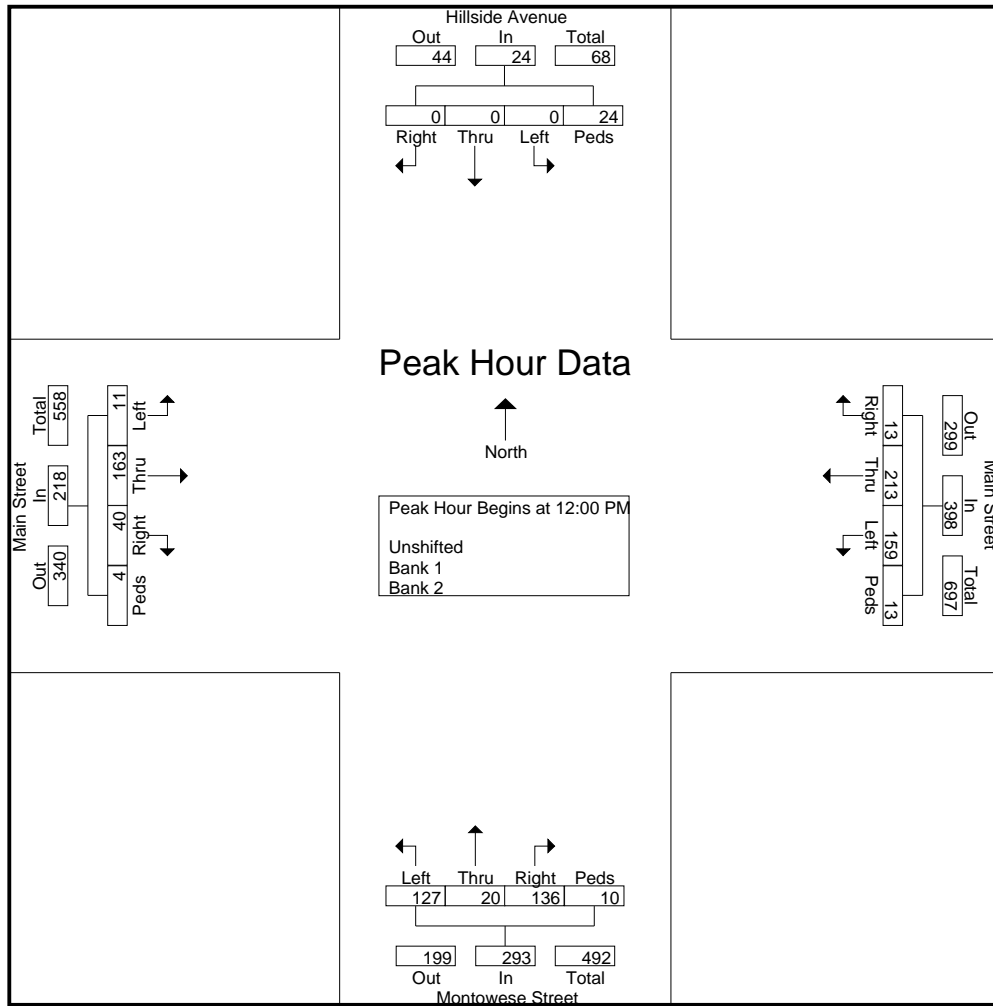 Hillside Avenue
Out In Total
44 24 68
0 0 0 24
Right Thru Left Peds
Peak Hour Data
North
Peak Hour Begins at 12:00 PM
Unshifted
Bank 1
Bank 2
Main Street
Out In Total
340 218 558
Left Thru Right Peds
11 163 40 4
Main Street
Out In Total
299 398 697
Right Thru Left Peds
13 213 159 13
Left Thru Right Peds
127 20 136 10
199 293 492
Out In Total
Montowese Street